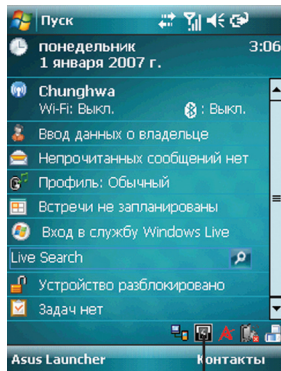 Пуск
понедельник 3:06
1 января 2007 г.
Chunghwa
Wi-Fi: Выкл. : Выкл.
Ввод данных о владельце
Непрочитанных сообщений нет
Профиль: Обычный
Встречи не запланированы
Вход в службу Windows Live
Live Search
Устройство разблокировано
Задач нет
Asus Launcher Контакты